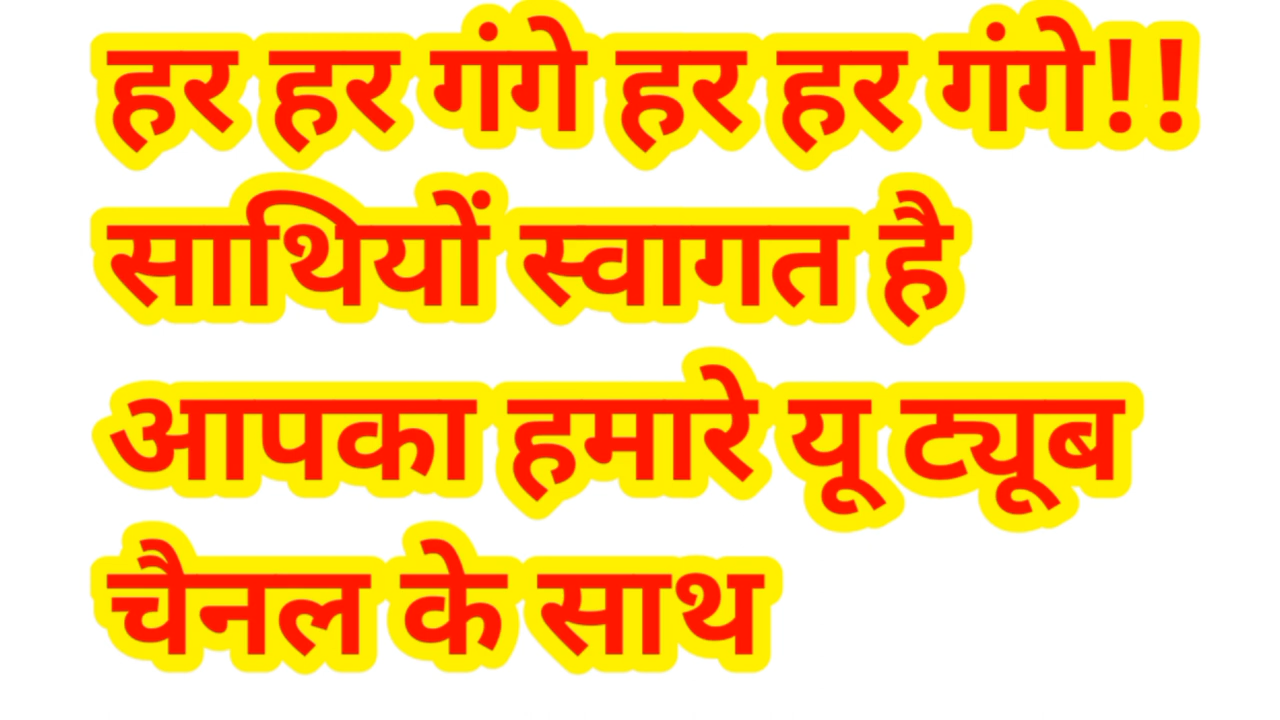 हर हर गंगे हर हर गंगे!!
साथियों स्वागत है
आपका हमारे यू ट्यूब
चैनल के साथ